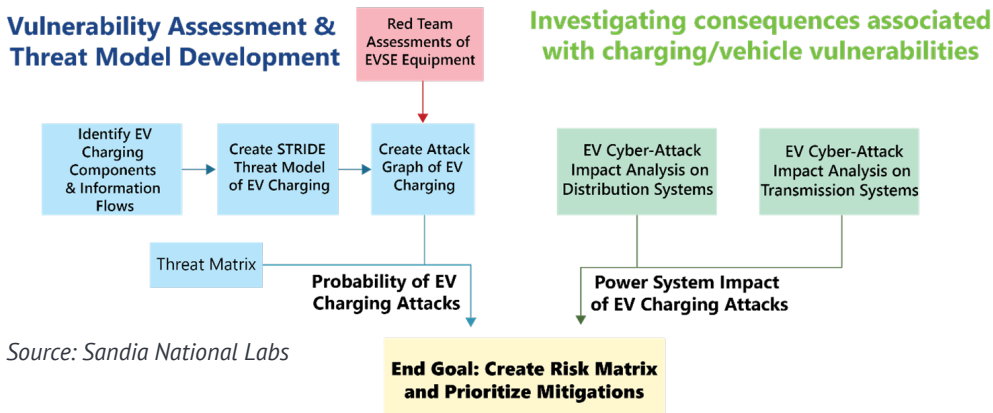 Vulnerability Assessment &
Threat Model Development
Red Team
Assessments of
EVSE Equipment
Investigating consequences associated
with charging/vehicle vulnerabilities
Identify EV
Charging
Components
& Information
Flows
Create STRIDE
Threat Model
of EV Charging
Create Attack
Graph of EV
Charging
EV Cyber-Attack
Impact Analysis on
Distribution Systems
EV Cyber-Attack
Impact Analysis on
Transmission Systems
Threat Matrix
Probability of EV
Charging Attacks
Power System Impact
of EV Charging Attacks
Source: Sandia National Labs
End Goal: Create Risk Matrix
and Prioritize Mitigations